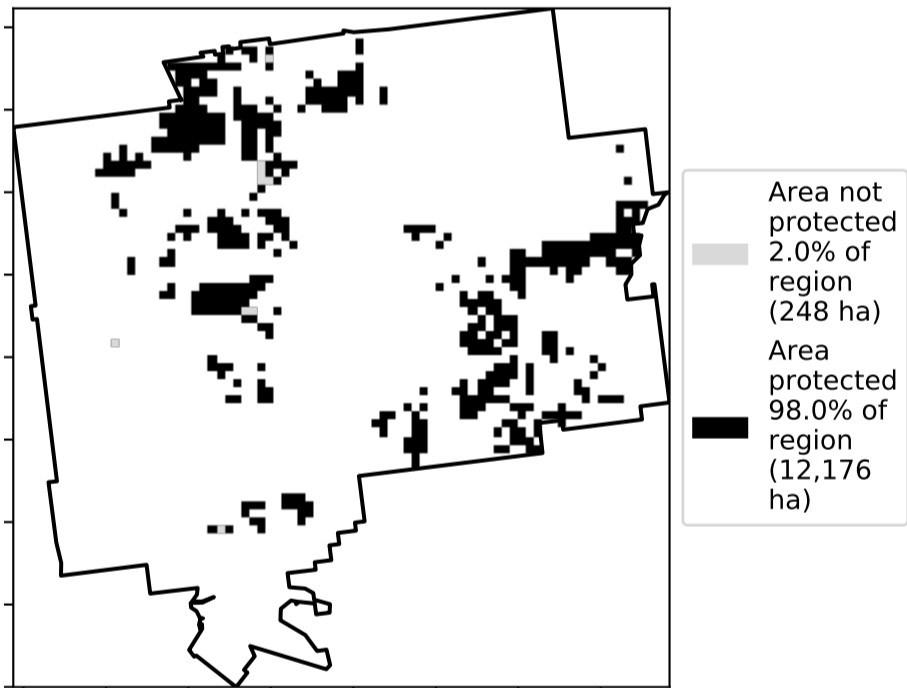 Area not
protected
2.0% of
region
(248 ha)
Area
protected
98.0% of
region
(12,176
ha)